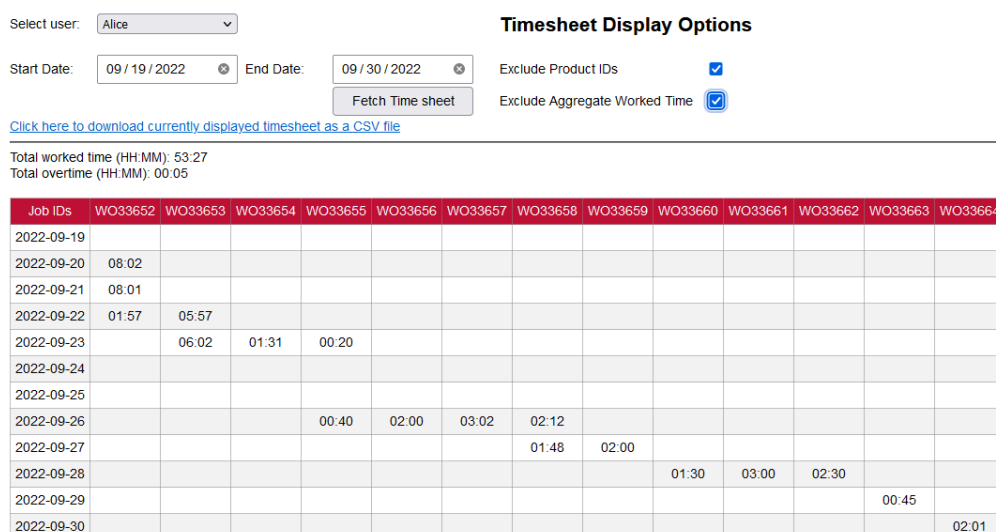 Select user: Alice
Timesheet Display Options
Start Date: 09/19/2022 End Date: 09/30/2022
Exclude Product IDs
Fetch Time sheet
Exclude Aggregate Worked Time
Click here to download currently displayed timesheet as a CSV file
Total worked time (HH:MM): 53:27
Total overtime (HH:MM): 00:05
Job IDs WO33652 WO33653 WO33654 WO33655 WO33656 WO33657 WO33658 WO33659 WO33660 WO33661 WO33662 WO33663 WO33664
2022-09-19
2022-09-20 08:02
2022-09-21 08:01
2022-09-22 01:57 05:57
2022-09-23 06:02 01:31 00:20
2022-09-24
2022-09-25
2022-09-26 00:40 02:00 03:02 02:12
2022-09-27 01:48 02:00
2022-09-28 01:30 03:00 02:30
2022-09-29 00:45
2022-09-30 02:01